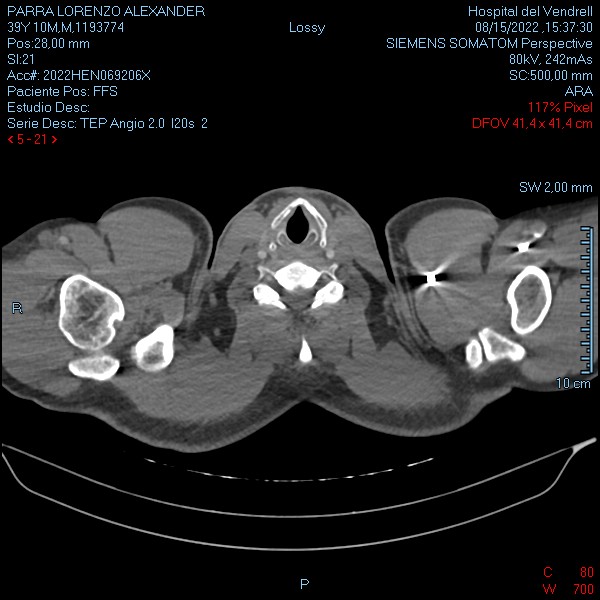 PARRA LORENZO ALEXANDER
39Y 10M,M,1193774
Pos:28,00 mm
SI:21
Acc#: 2022HEN069206X
Paciente Pos: FFS
Estudio Desc:
Serie Desc: TEP Angio 2.0 I20s 2
< 5 - 21 >
Lossy
Hospital del Vendrell
08/15/2022 ,15:37:30
SIEMENS SOMATOM Perspective
80kV, 242mAs
SC:500,00 mm
ARA
117% Pixel
DFOV 41,4 x 41,4 cm
SW 2,00 mm
R
10 cm
P
C 80
W 700